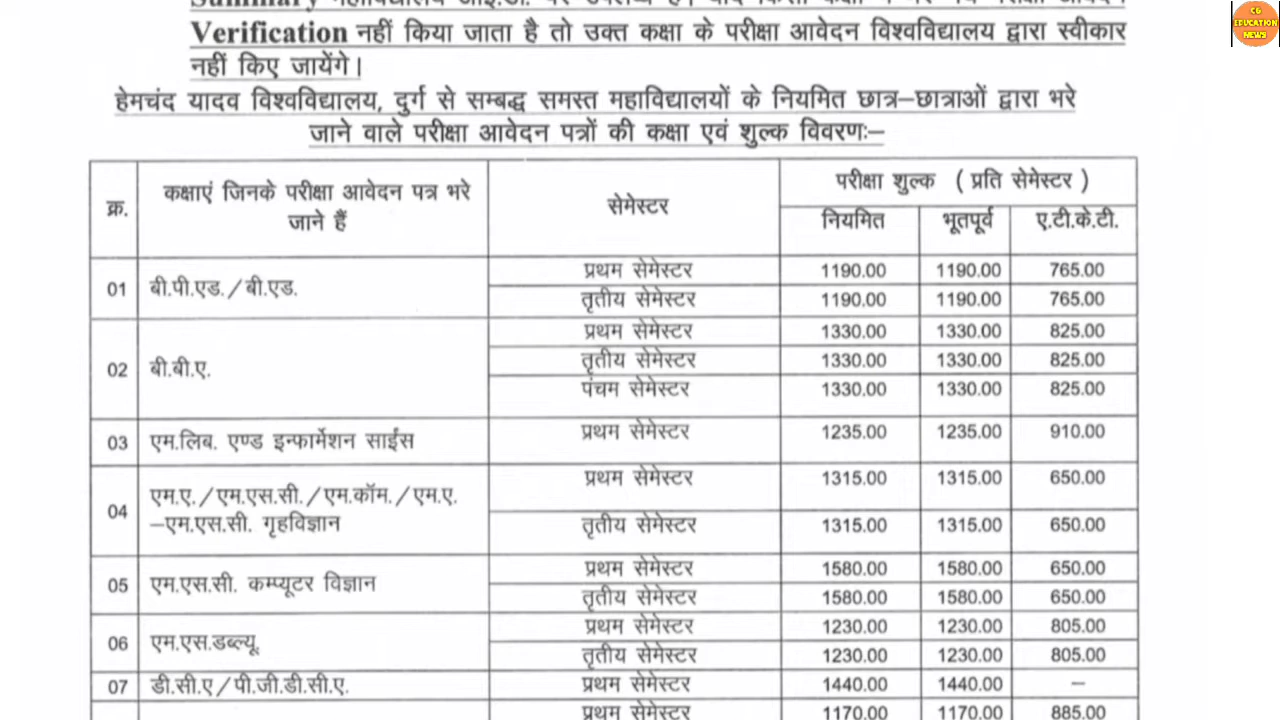 Verification नहीं किया जाता है तो उक्त कक्षा के परीक्षा आवेदन विश्वविद्यालय द्वारा स्वीकार
नहीं किए जायेंगे।
हेमचंद यादव विश्वविद्यालय, दुर्ग से सम्बद्ध समस्त महाविद्यालयों के नियमित छात्र–छात्राओं द्वारा भरे
जाने वाले परीक्षा आवेदन पत्रों की कक्षा एवं शुल्क विवरणः–
क्र. कक्षाएं जिनके परीक्षा आवेदन पत्र भरे जाने हैं सेमेस्टर परीक्षा शुल्क ( प्रति सेमेस्टर )
नियमित भूतपूर्व ए.टी.के.टी.
01 बी.पी.एड./बी.एड. प्रथम सेमेस्टर 1190.00 1190.00 765.00
तृतीय सेमेस्टर 1190.00 1190.00 765.00
02 बी.बी.ए. प्रथम सेमेस्टर 1330.00 1330.00 825.00
तृतीय सेमेस्टर 1330.00 1330.00 825.00
पंचम सेमेस्टर 1330.00 1330.00 825.00
03 एम.लिब. एण्ड इन्फार्मेशन साईंस प्रथम सेमेस्टर 1235.00 1235.00 910.00
04 एम.ए./एम.एस.सी./एम.कॉम./एम.ए. –एम.एस.सी. गृहविज्ञान प्रथम सेमेस्टर 1315.00 1315.00 650.00
तृतीय सेमेस्टर 1315.00 1315.00 650.00
05 एम.एस.सी. कम्प्यूटर विज्ञान प्रथम सेमेस्टर 1580.00 1580.00 650.00
तृतीय सेमेस्टर 1580.00 1580.00 650.00
06 एम.एस.डब्ल्यू. प्रथम सेमेस्टर 1230.00 1230.00 805.00
तृतीय सेमेस्टर 1230.00 1230.00 805.00
07 डी.सी.ए/पी.जी.डी.सी.ए. प्रथम सेमेस्टर 1440.00 1440.00 –
प्रथम सेमेस्टर 1170.00 1170.00 885.00
CG
EDUCATION
NEWS